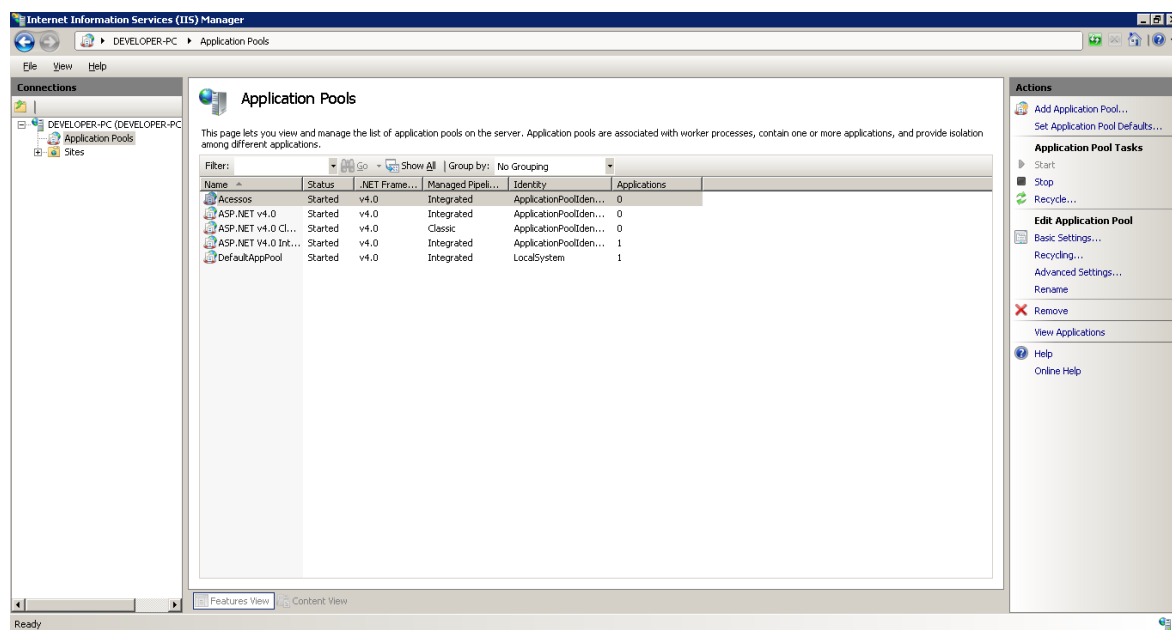 Internet Information Services (IIS) Manager
DEVELOPER-PC Application Pools
File View Help
Connections
DEVELOPER-PC (DEVELOPER-PC
Application Pools
Sites
Application Pools
This page lets you view and manage the list of application pools on the server. Application pools are associated with worker processes, contain one or more applications, and provide isolation
among different applications.
Filter: Go Show All Group by: No Grouping
Name Status .NET Frame... Managed Pipeli... Identity Applications
Acessos Started v4.0 Integrated ApplicationPoolIden... 0
ASP.NET v4.0 Started v4.0 Integrated ApplicationPoolIden... 0
ASP.NET v4.0 Cl... Started v4.0 Classic ApplicationPoolIden... 0
ASP.NET V4.0 Int... Started v4.0 Integrated ApplicationPoolIden... 1
DefaultAppPool Started v4.0 Integrated LocalSystem 1
Features View Content View
Actions
Add Application Pool...
Set Application Pool Defaults...
Application Pool Tasks
Start
Stop
Recycle...
Edit Application Pool
Basic Settings...
Recycling...
Advanced Settings...
Rename
Remove
View Applications
Help
Online Help
Ready